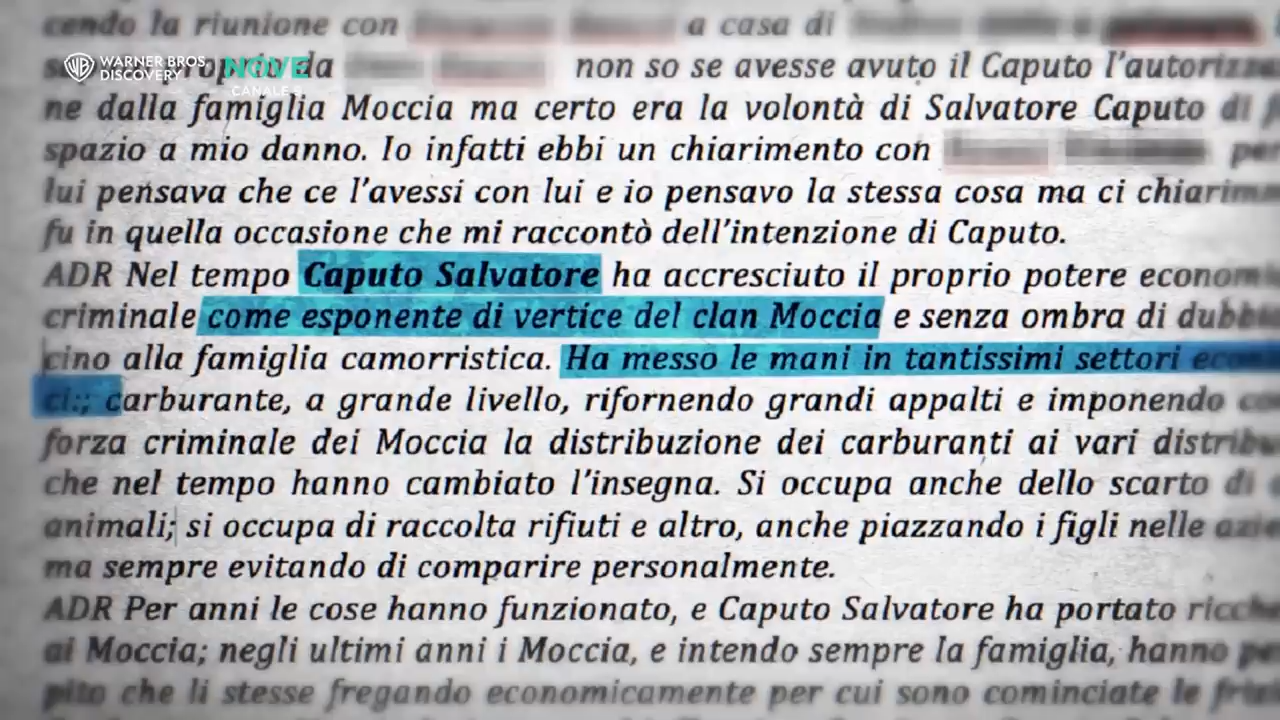 cendo la riunione con a casa di
WARNER BROS. DISCOVERY NOVE CANALE 9
da non so se avesse avuto il Caputo
ne dalla famiglia Moccia ma certo era la volontà di Salvatore Caputo di
spazio a mio danno. Io infatti ebbi un chiarimento con
lui pensava che ce l'avessi con lui e io pensavo la stessa cosa ma ci
fu in quella occasione che mi raccontò dell'intenzione di Caputo.
ADR Nel tempo Caputo Salvatore ha accresciuto il proprio potere
criminale come esponente di vertice del clan Moccia e senza ombra di
cino alla famiglia camorristica. Ha messo le mani in tantissimi settori
ci.; carburante, a grande livello, rifornendo grandi appalti e imponendo
forza criminale dei Moccia la distribuzione dei carburanti ai vari
che nel tempo hanno cambiato l'insegna. Si occupa anche dello scarto di
animali; si occupa di raccolta rifiuti e altro, anche piazzando i figli nelle
ma sempre evitando di comparire personalmente.
ADR Per anni le cose hanno funzionato, e Caputo Salvatore ha portato
ai Moccia; negli ultimi anni i Moccia, e intendo sempre la famiglia, hanno
pito che li stesse fregando economicamente per cui sono cominciate le